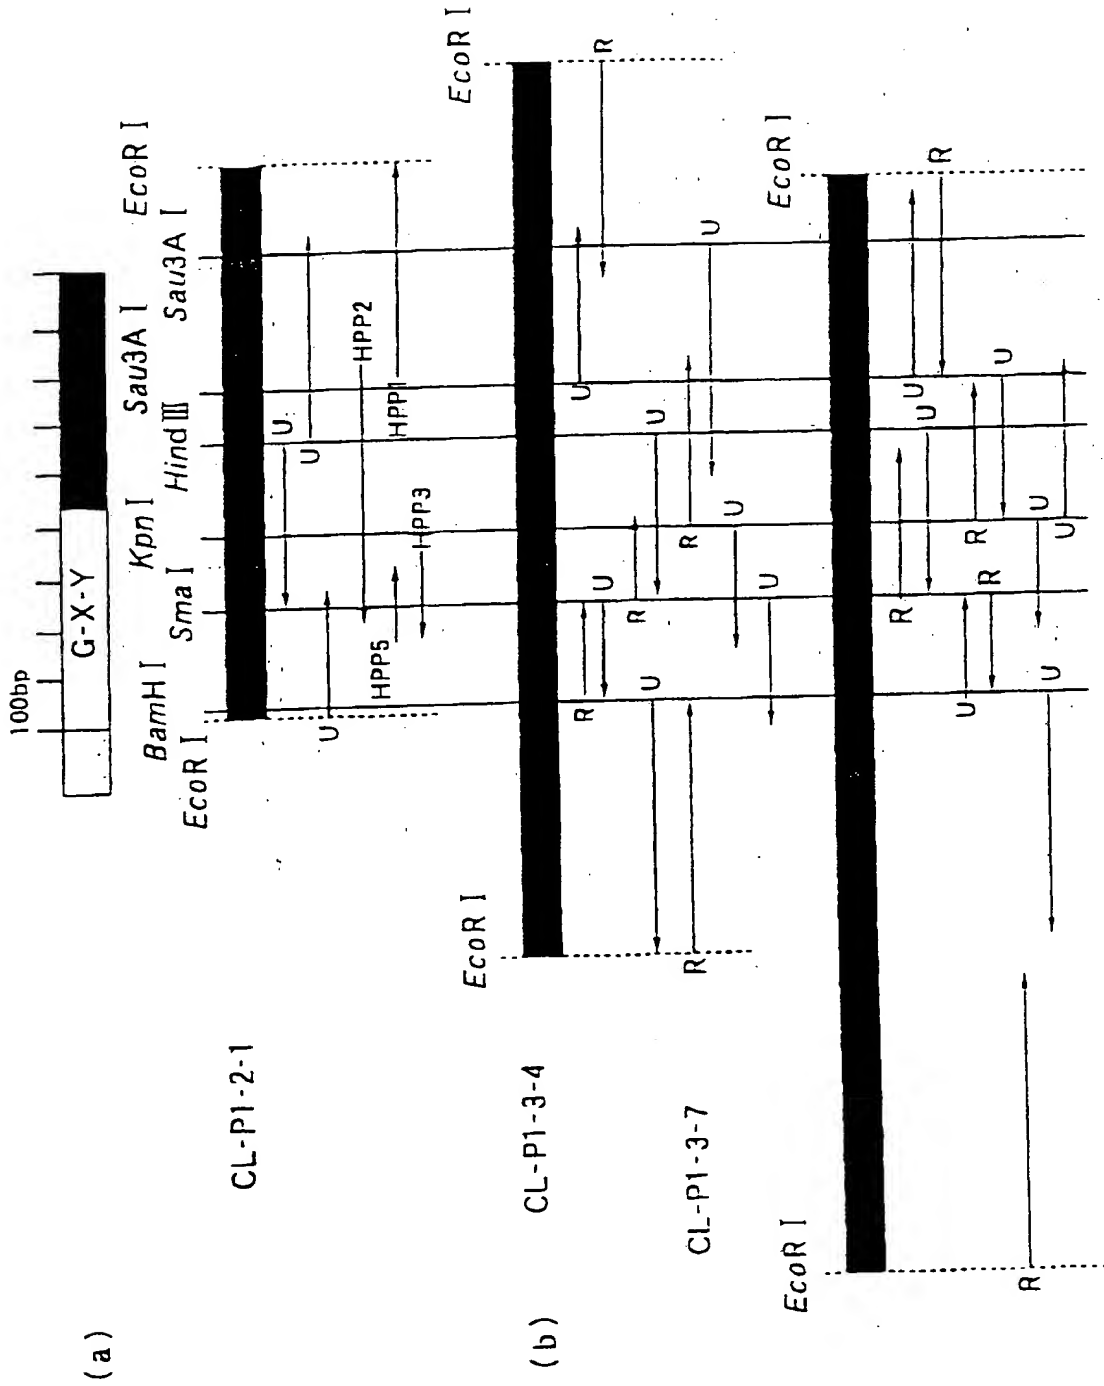 (a)
100bp
G-X-Y
EcoR I
BamH I
Sma I
Kpn I
Hind III
Sau3A I
Sau3A I
EcoR I
CL-P1-2-1
U
U
U
HPP5
HPP2
HPP1
HPP3
(b)
CL-P1-3-4
EcoR I
EcoR I
R
U
R
U
U
R
U
R
R
U
U
U
CL-P1-3-7
R
EcoR I
EcoR I
R
U
R
U
U
R
U
R
U
R
U
U
U
R